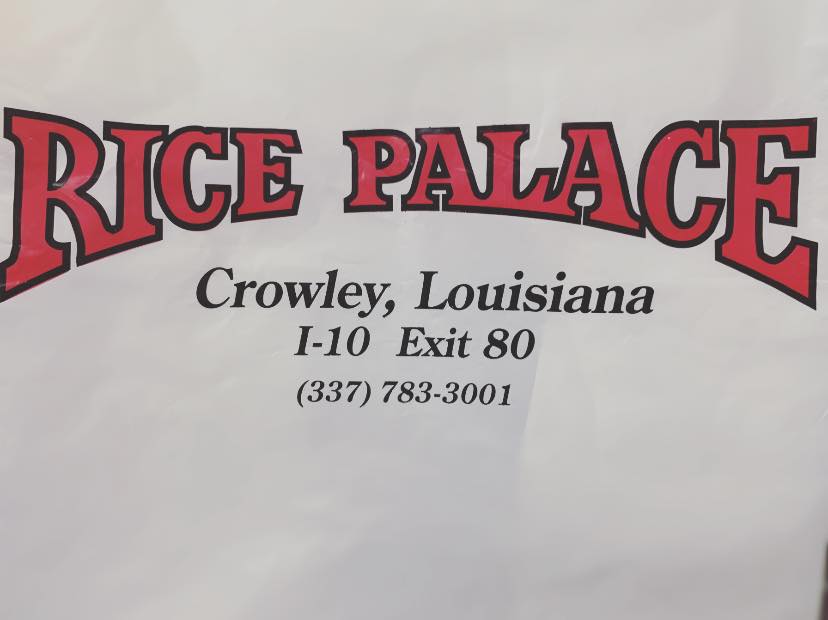 RICE PALACE
Crowley, Louisiana
I-10 Exit 80
(337) 783-3001